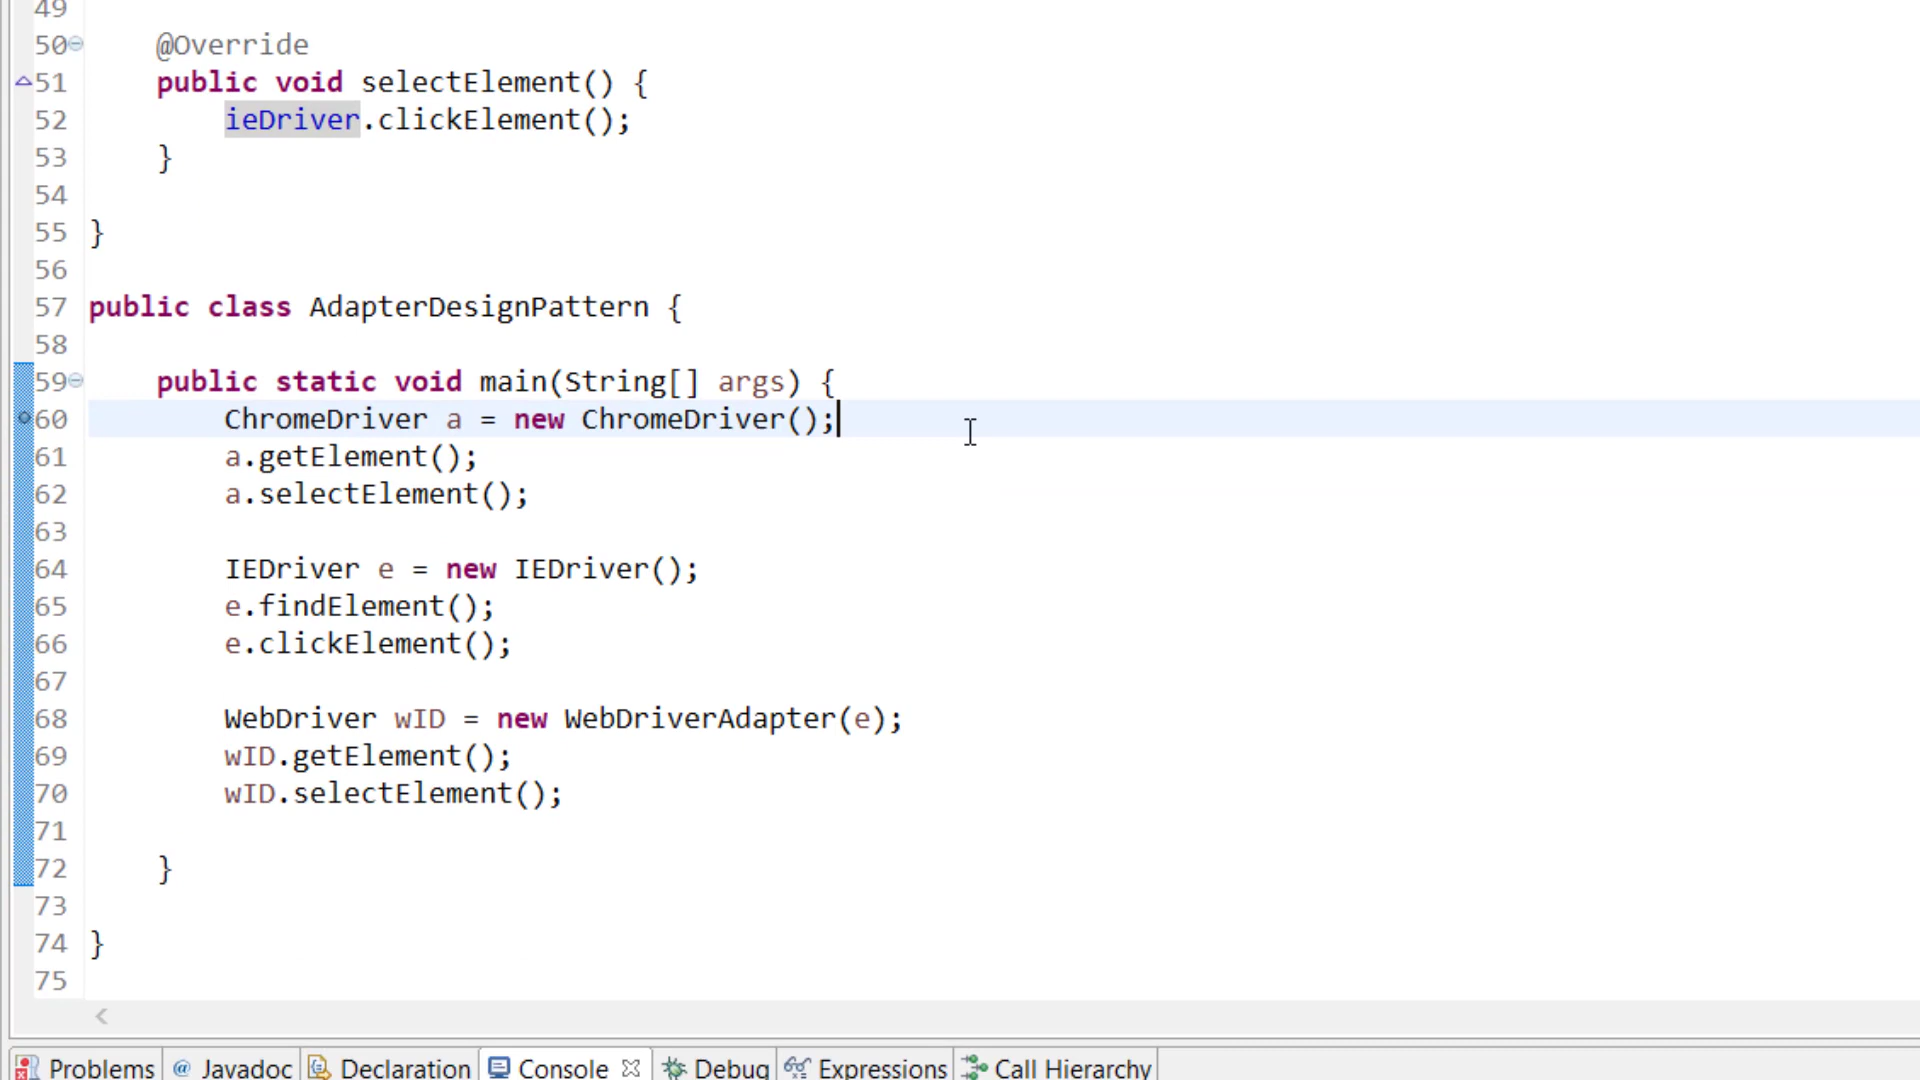 49
50 @Override
51 public void selectElement() {
52 ieDriver.clickElement();
53 }
54
55 }
56
57 public class AdapterDesignPattern {
58
59 public static void main(String[] args) {
60 ChromeDriver a = new ChromeDriver();
61 a.getElement();
62 a.selectElement();
63
64 IEDriver e = new IEDriver();
65 e.findElement();
66 e.clickElement();
67
68 WebDriver wID = new WebDriverAdapter(e);
69 wID.getElement();
70 wID.selectElement();
71
72 }
73
74 }
75
Problems @ Javadoc Declaration Console Debug Expressions Call Hierarchy